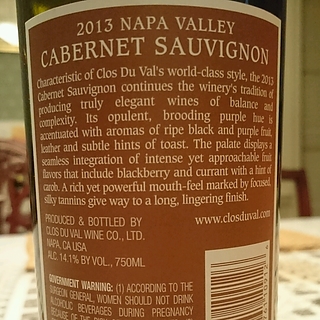 2013 NAPA VALLEY
CABERNET SAUVIGNON
Characteristic of Clos Du Val's world-class style, the 2013
Cabernet Sauvignon continues the winery's tradition of
producing truly elegant wines of balance and
complexity. Its opulent, brooding purple hue is
accentuated with aromas of ripe black and purple fruit,
leather and subtle hints of toast. The palate displays a
seamless integration of intense yet approachable fruit
flavors that include blackberry and currant with a hint of
carob. A rich yet powerful mouth-feel marked by focused,
silky tannins give way to a long, lingering finish.
PRODUCED & BOTTLED BY
CLOS DU VAL WINE CO., LTD.
NAPA, CA USA
ALC. 14.1% BY VOL., 750ML
www.closduval.com
GOVERNMENT WARNING: (1) ACCORDING TO THE
SURGEON GENERAL, WOMEN SHOULD NOT DRINK
ALCOHOLIC BEVERAGES DURING PREGNANCY